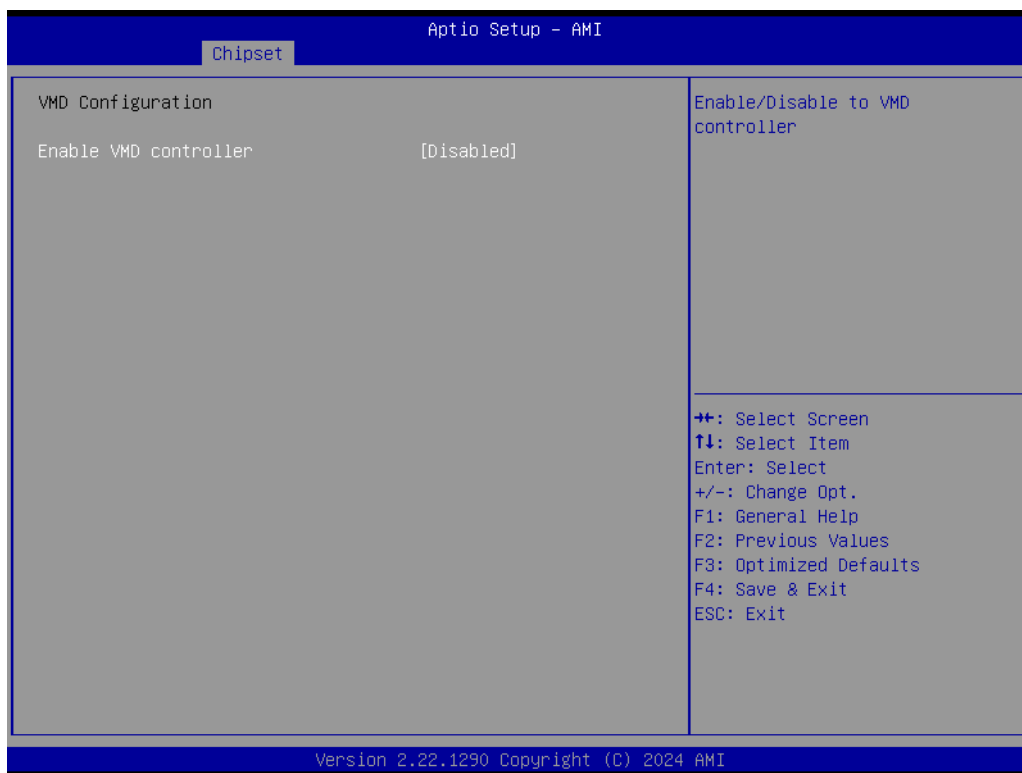 Aptio Setup – AMI
Chipset
VMD Configuration
Enable VMD controller [Disabled]
Enable/Disable to VMD
controller
→←: Select Screen
↑↓: Select Item
Enter: Select
+/-: Change Opt.
F1: General Help
F2: Previous Values
F3: Optimized Defaults
F4: Save & Exit
ESC: Exit
Version 2.22.1290 Copyright (C) 2024 AMI